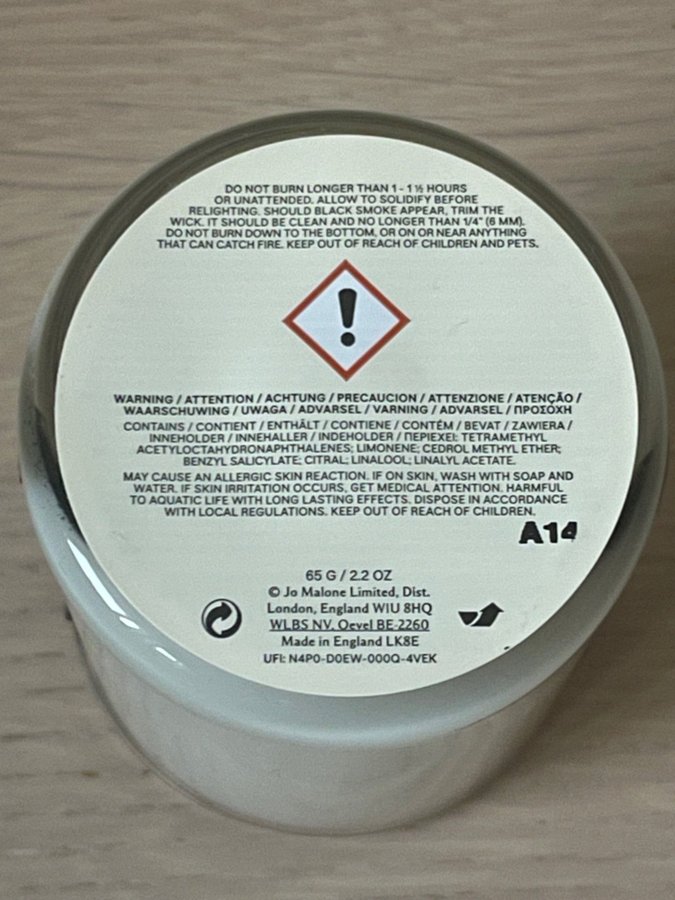 DO NOT BURN LONGER THAN 1 - 1 ½ HOURS
OR UNATTENDED. ALLOW TO SOLIDIFY BEFORE
RELIGHTING. SHOULD BLACK SMOKE APPEAR, TRIM THE
WICK. IT SHOULD BE CLEAN AND NO LONGER THAN 1/4" (6 MM).
DO NOT BURN DOWN TO THE BOTTOM, OR ON OR NEAR ANYTHING
THAT CAN CATCH FIRE. KEEP OUT OF REACH OF CHILDREN AND PETS.
WARNING / ATTENTION / ACHTUNG / PRECAUCION / ATTENZIONE / ATENÇÃO /
WAARSCHUWING / UWAGA / ADVARSEL / VARNING / ADVARSEL / ΠΡΟΣΟΧΗ
CONTAINS / CONTIENT / ENTHÄLT / CONTIENE / CONTÉM / BEVAT / ZAWIERA /
INNEHOLDER / INNEHALLER / INDEHOLDER / ΠΕΡΙΕΧΕΙ: TETRAMETHYL
ACETYLOCTAHYDRONAPHTHALENES; LIMONENE; CEDROL METHYL ETHER;
BENZYL SALICYLATE; CITRAL; LINALOOL; LINALYL ACETATE.
MAY CAUSE AN ALLERGIC SKIN REACTION. IF ON SKIN, WASH WITH SOAP AND
WATER. IF SKIN IRRITATION OCCURS, GET MEDICAL ATTENTION. HARMFUL
TO AQUATIC LIFE WITH LONG LASTING EFFECTS. DISPOSE IN ACCORDANCE
WITH LOCAL REGULATIONS. KEEP OUT OF REACH OF CHILDREN.
A14
65 G / 2.2 OZ
© Jo Malone Limited, Dist.
London, England W1U 8HQ
WLBS NV. Oevel BE-2260
Made in England LK8E
UFI: N4P0-D0EW-000Q-4VEK